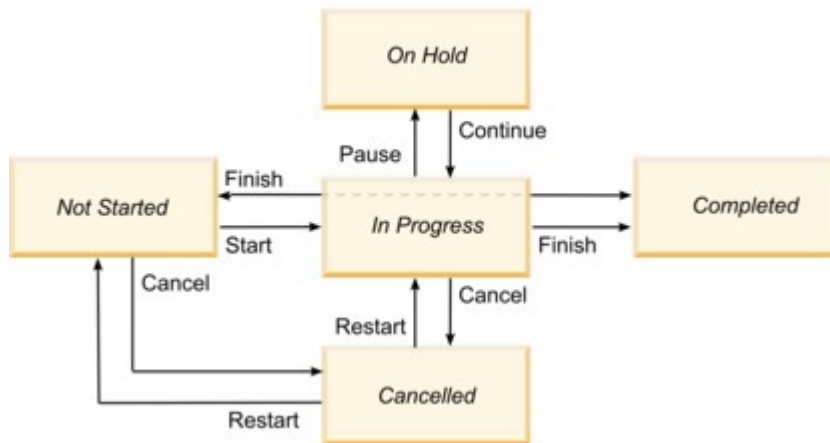 On Hold
Pause
Continue
Not Started
Finish
Start
In Progress
Finish
Completed
Cancel
Restart
Cancel
Restart
Cancelled